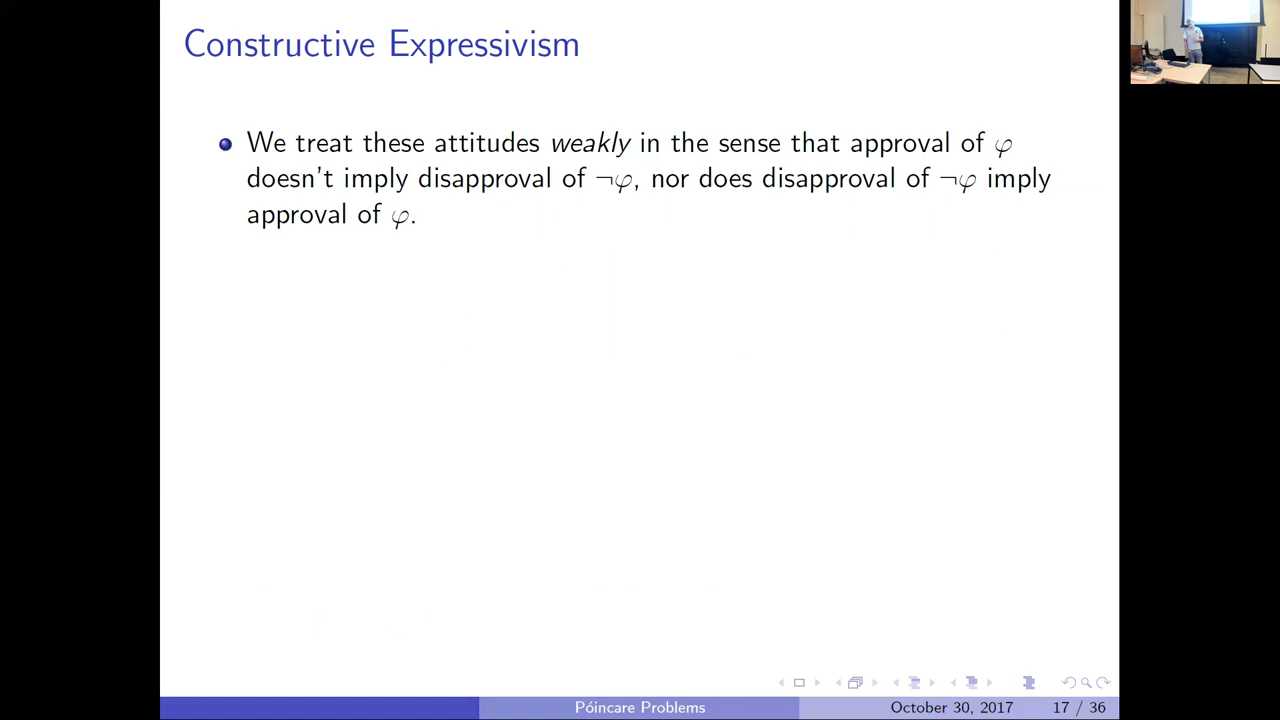 Constructive Expressivism
We treat these attitudes weakly in the sense that approval of φ
doesn't imply disapproval of ¬φ, nor does disapproval of ¬φ imply
approval of φ.
Póincare Problems
October 30, 2017
17 / 36